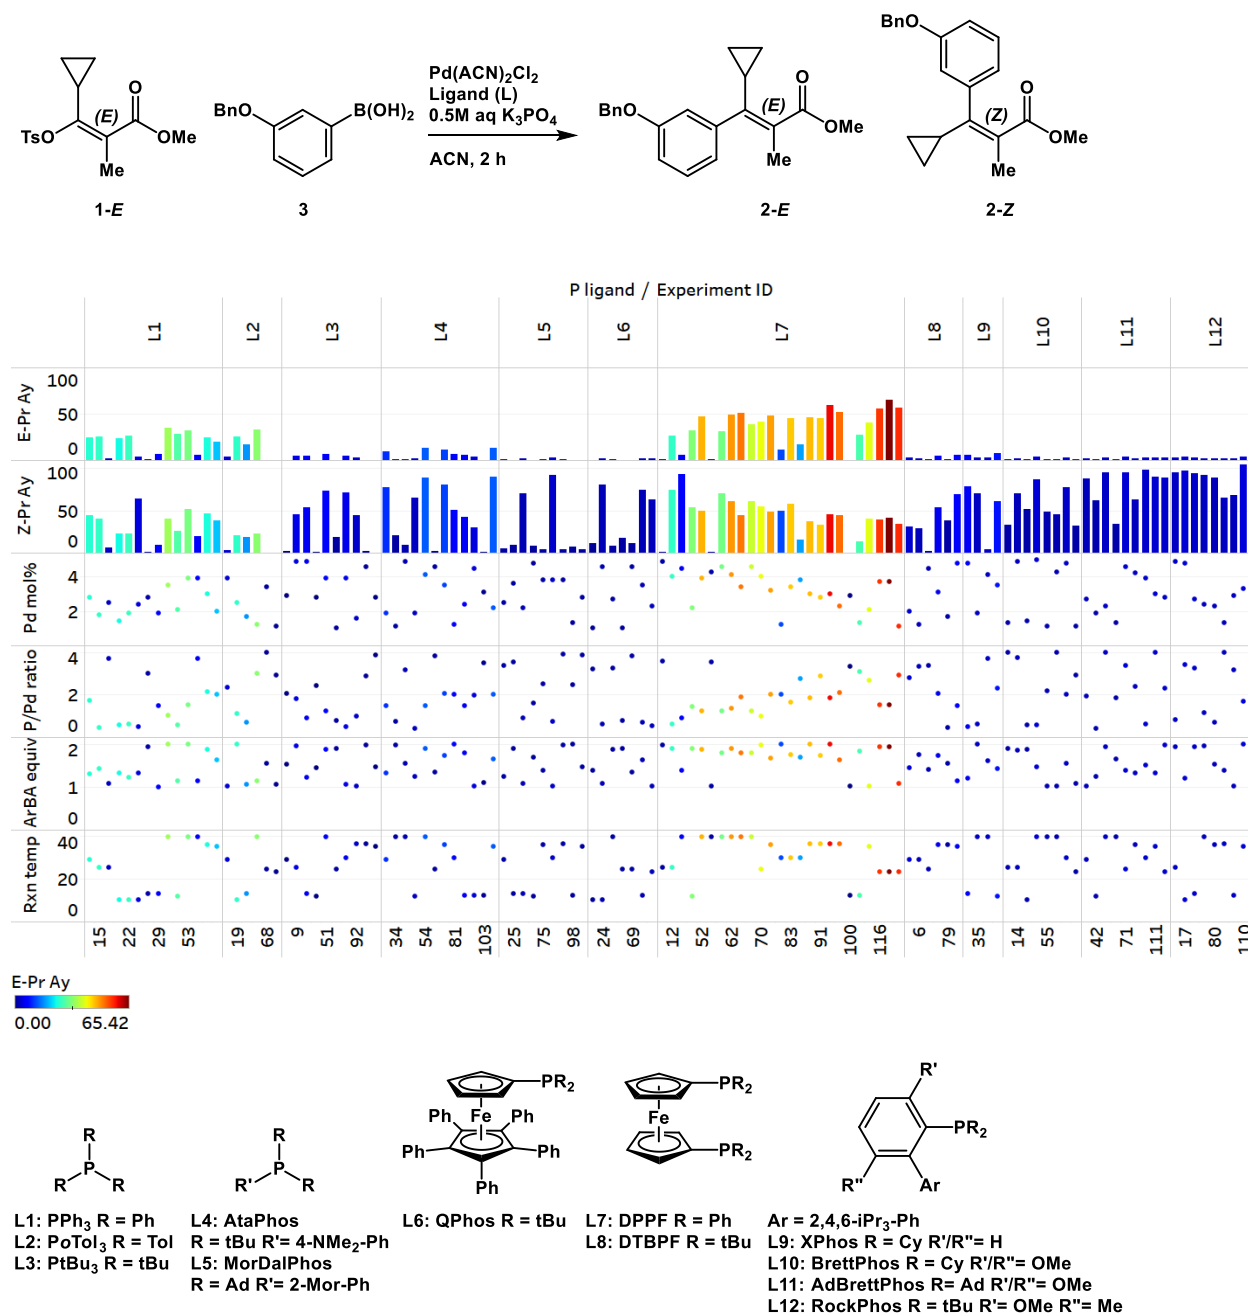 BnO
O
(E)
TsO
OMe
Me
1-E
BnO
B(OH)2
3
Pd(ACN)2Cl2
Ligand (L)
0.5M aq K3PO4
ACN, 2 h
O
(E)
BnO
OMe
Me
2-E
O
(Z)
OMe
Me
2-Z
P ligand / Experiment ID
L1 L2 L3 L4 L5 L6 L7 L8 L9 L10 L11 L12
E-Pr Ay
100
50
0
Z-Pr Ay
100
50
0
Pd mol%
4
2
P/Pd ratio
4
2
0
ArBA equiv
2
1
0
Rxn temp
40
20
0
15 22 29 53 19 68 9 51 92 34 54 81 103 25 75 98 24 69 12 52 62 70 83 91 100 116 6 79 35 14 55 42 71 111 17 80 110
E-Pr Ay
0.00 65.42
R
P
R R
R
P
R' R
PR2
Fe
Ph Ph
Ph Ph
Ph
PR2
Fe
PR2
R'
PR2
R"
Ar
L1: PPh3 R = Ph
L2: PoTol3 R = Tol
L3: PtBu3 R = tBu
L4: AtaPhos
R = tBu R'= 4-NMe2-Ph
L5: MorDalPhos
R = Ad R'= 2-Mor-Ph
L6: QPhos R = tBu
L7: DPPF R = Ph
L8: DTBPF R = tBu
Ar = 2,4,6-iPr3-Ph
L9: XPhos R = Cy R'/R"= H
L10: BrettPhos R = Cy R'/R"= OMe
L11: AdBrettPhos R= Ad R'/R"= OMe
L12: RockPhos R = tBu R'= OMe R"= Me